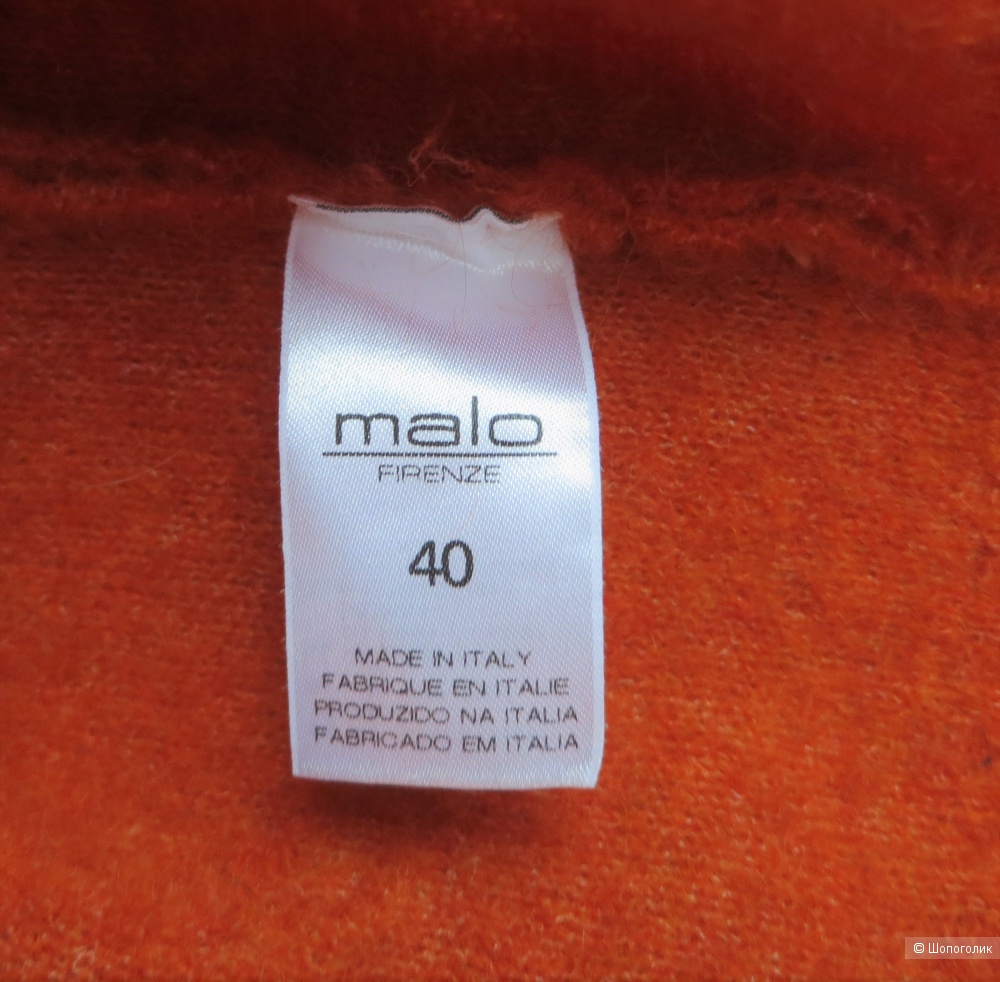 malo
FIRENZE
40
MADE IN ITALY
FABRIQUE EN ITALIE
PRODUZIDO NA ITALIA
FABRICADO EM ITALIA
© Шопоголик